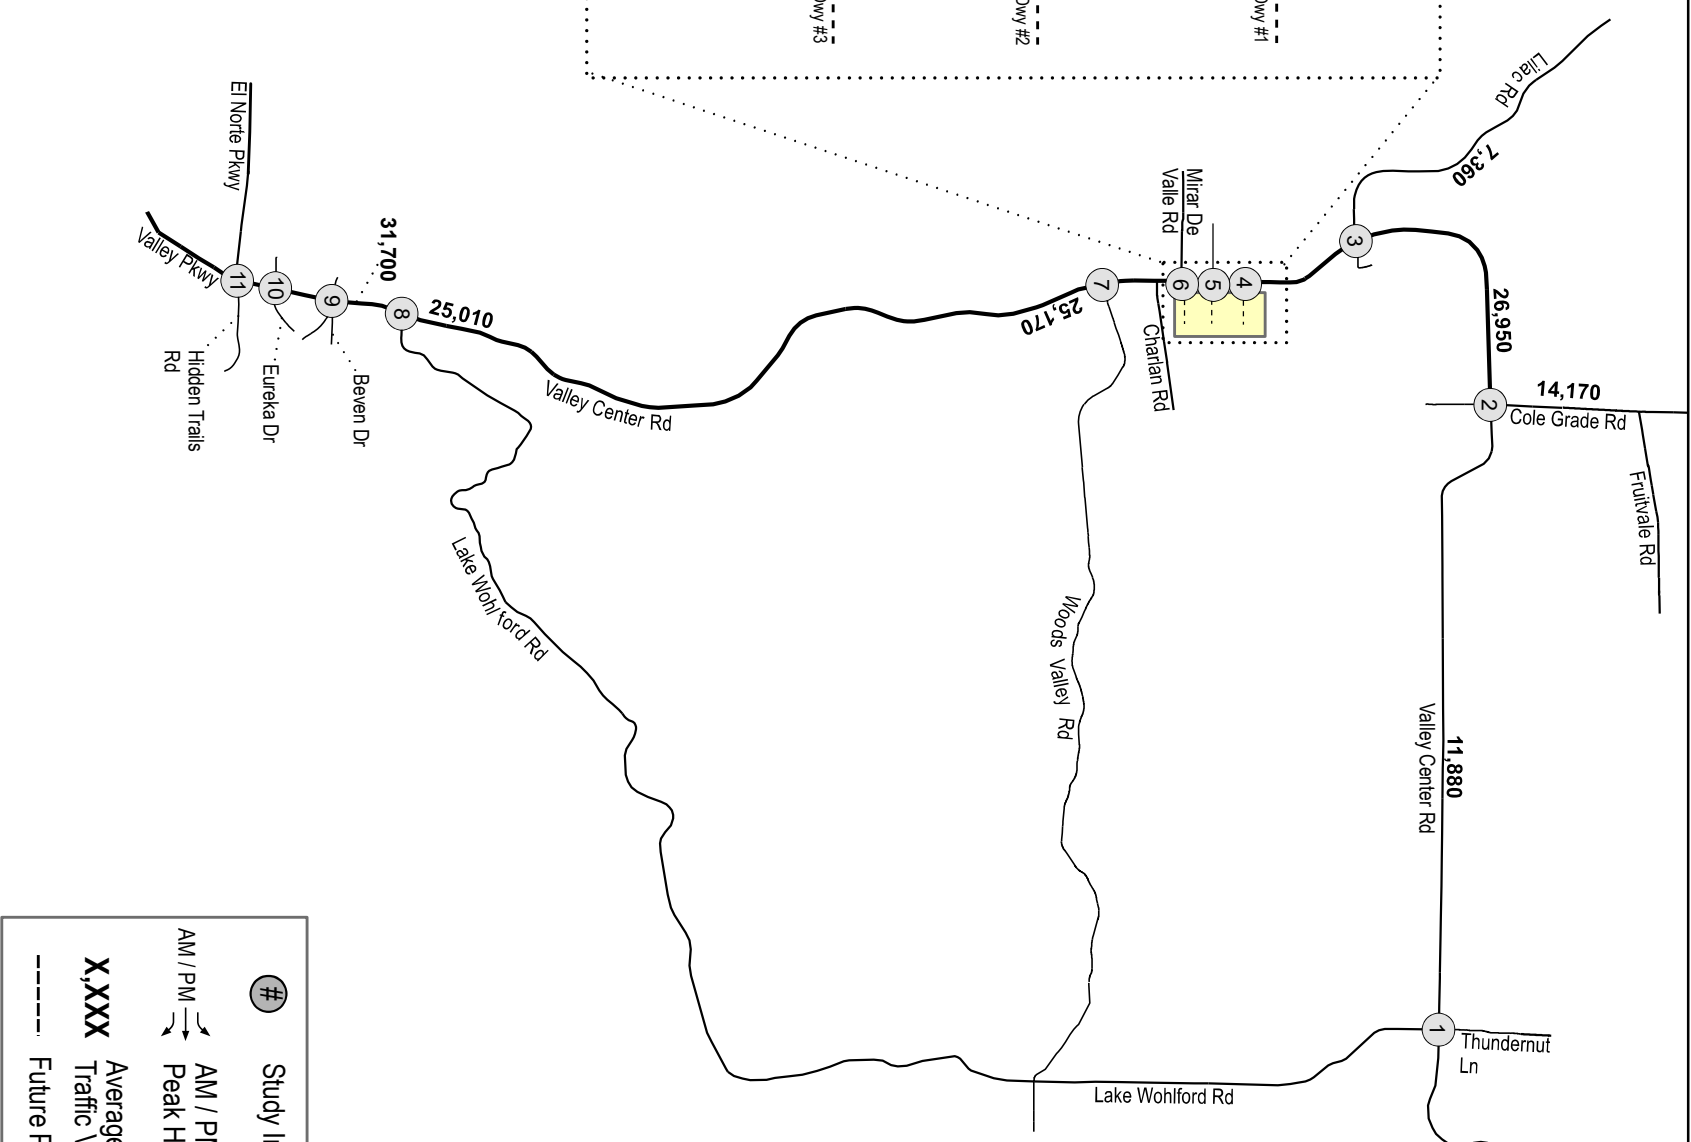 Dwy #3
Dwy #2
Dwy #1
Lilac Rd
7,360
El Norte Pkwy
Valley Pkwy
31,700
25,010
Mirar De
Valle Rd
25,170
Charlan Rd
26,950
14,170
Cole Grade Rd
Fruitvale Rd
3
4
5
6
7
2
11
10
9
8
Hidden Trails
Rd
Eureka Dr
Beven Dr
Valley Center Rd
Lake Wohlford Rd
Woods Valley Rd
11,880
Valley Center Rd
1
Thundernut
Ln
Lake Wohlford Rd
#
Study
AM / PM
AM /
Peak
X,XXX
Average
Traffic
Future